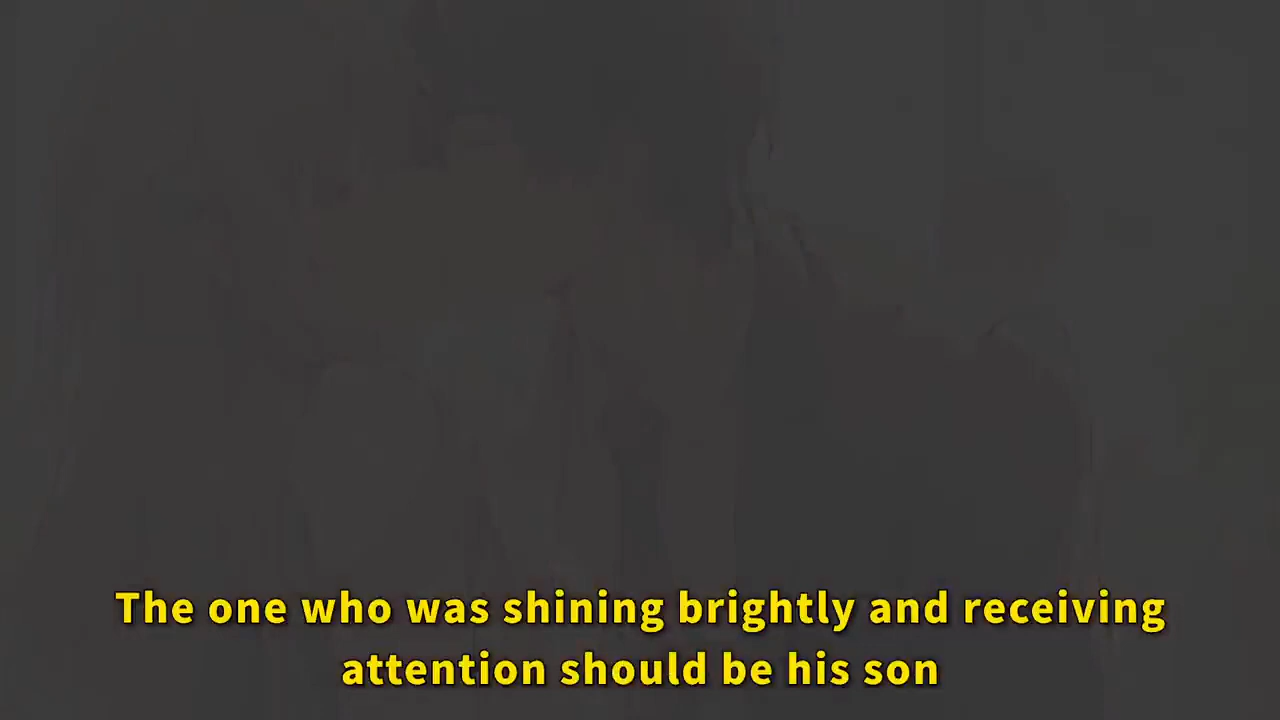 The one who was shining brightly and receiving
attention should be his son